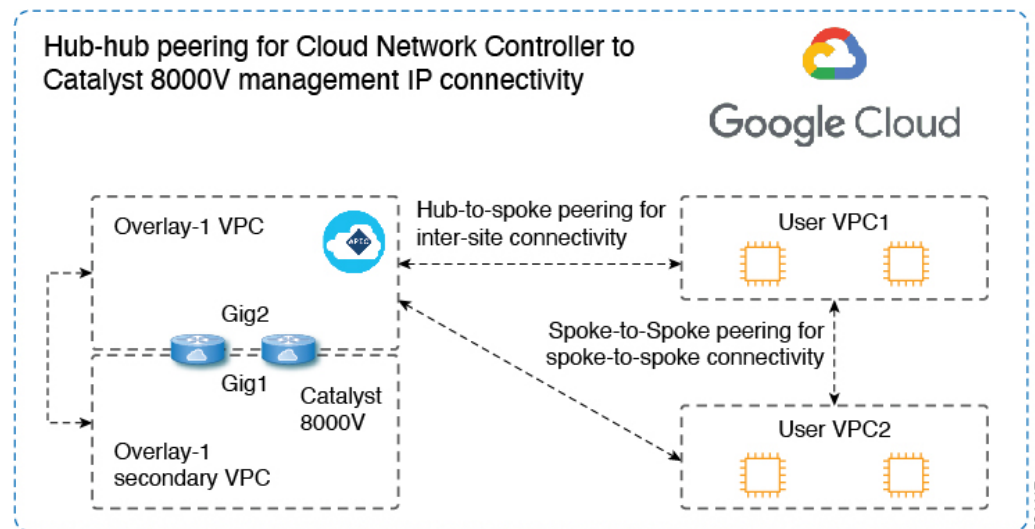 Hub-hub peering for Cloud Network Controller to
Catalyst 8000V management IP connectivity
Google Cloud
Overlay-1 VPC
APIC
Hub-to-spoke peering for
inter-site connectivity
User VPC1
Gig2
Spoke-to-Spoke peering for
spoke-to-spoke connectivity
Gig1
Catalyst
8000V
Overlay-1
secondary VPC
User VPC2